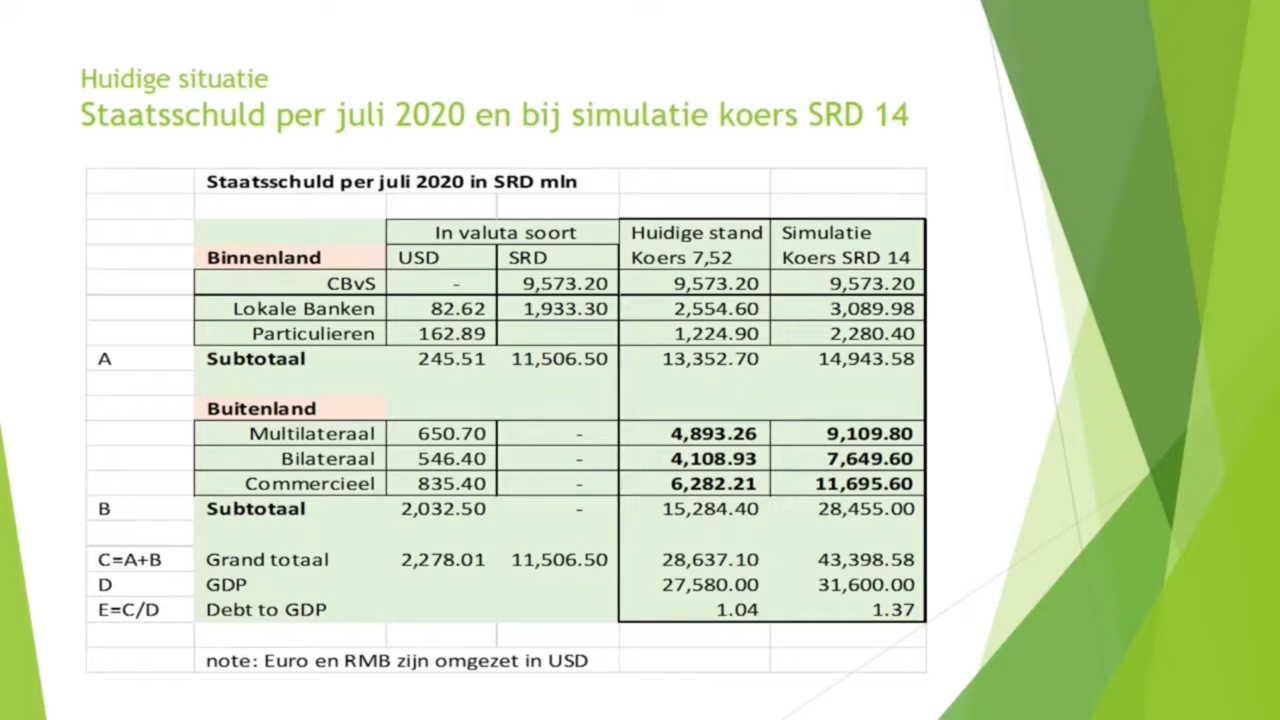 Huidige situatie
Staatsschuld per juli 2020 en bij simulatie koers SRD 14
Staatsschuld per juli 2020 in SRD mln
In valuta soort Huidige stand Simulatie
Binnenland USD SRD Koers 7,52 Koers SRD 14
CBvS - 9,573.20 9,573.20 9,573.20
Lokale Banken 82.62 1,933.30 2,554.60 3,089.98
Particulieren 162.89 1,224.90 2,280.40
A Subtotaal 245.51 11,506.50 13,352.70 14,943.58
Buitenland
Multilateraal 650.70 - 4,893.26 9,109.80
Bilateraal 546.40 - 4,108.93 7,649.60
Commercieel 835.40 - 6,282.21 11,695.60
B Subtotaal 2,032.50 - 15,284.40 28,455.00
C=A+B Grand totaal 2,278.01 11,506.50 28,637.10 43,398.58
D GDP 27,580.00 31,600.00
E=C/D Debt to GDP 1.04 1.37
note: Euro en RMB zijn omgezet in USD